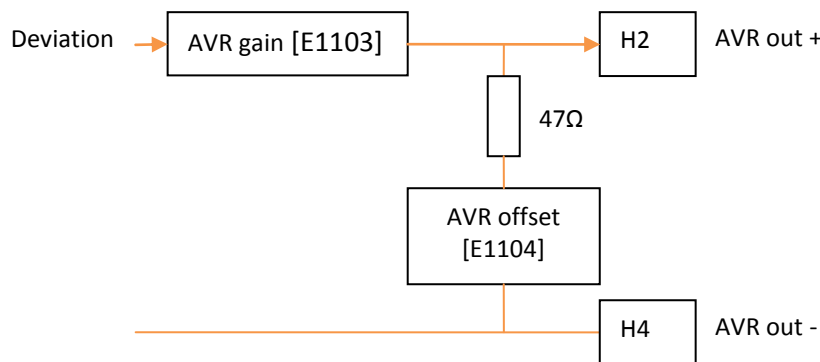 Deviation
AVR gain [E1103]
H2
AVR out +
47Ω
AVR offset
[E1104]
H4
AVR out -